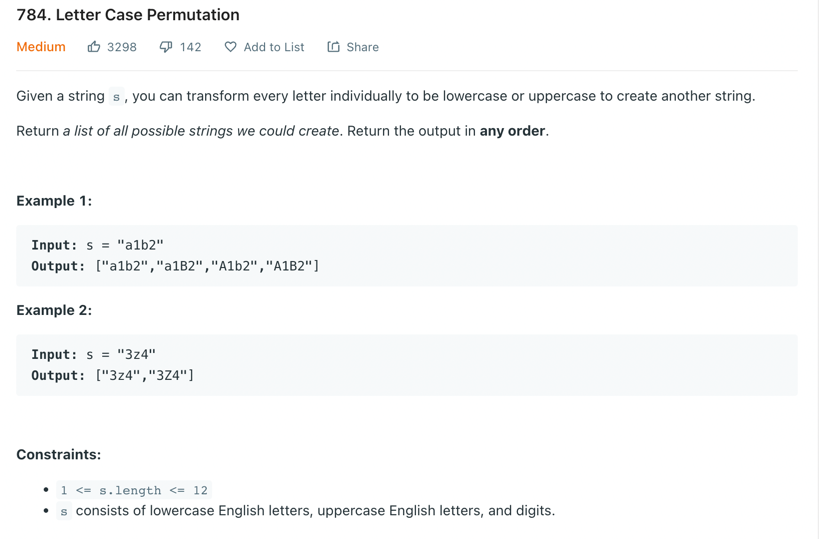 784. Letter Case Permutation
Medium 3298 142 Add to List Share
Given a string s, you can transform every letter individually to be lowercase or uppercase to create another string.
Return a list of all possible strings we could create. Return the output in any order.
Example 1:
Input: s = "a1b2"
Output: ["a1b2","a1B2","A1b2","A1B2"]
Example 2:
Input: s = "3z4"
Output: ["3z4","3Z4"]
Constraints:
• 1 <= s.length <= 12
• s consists of lowercase English letters, uppercase English letters, and digits.